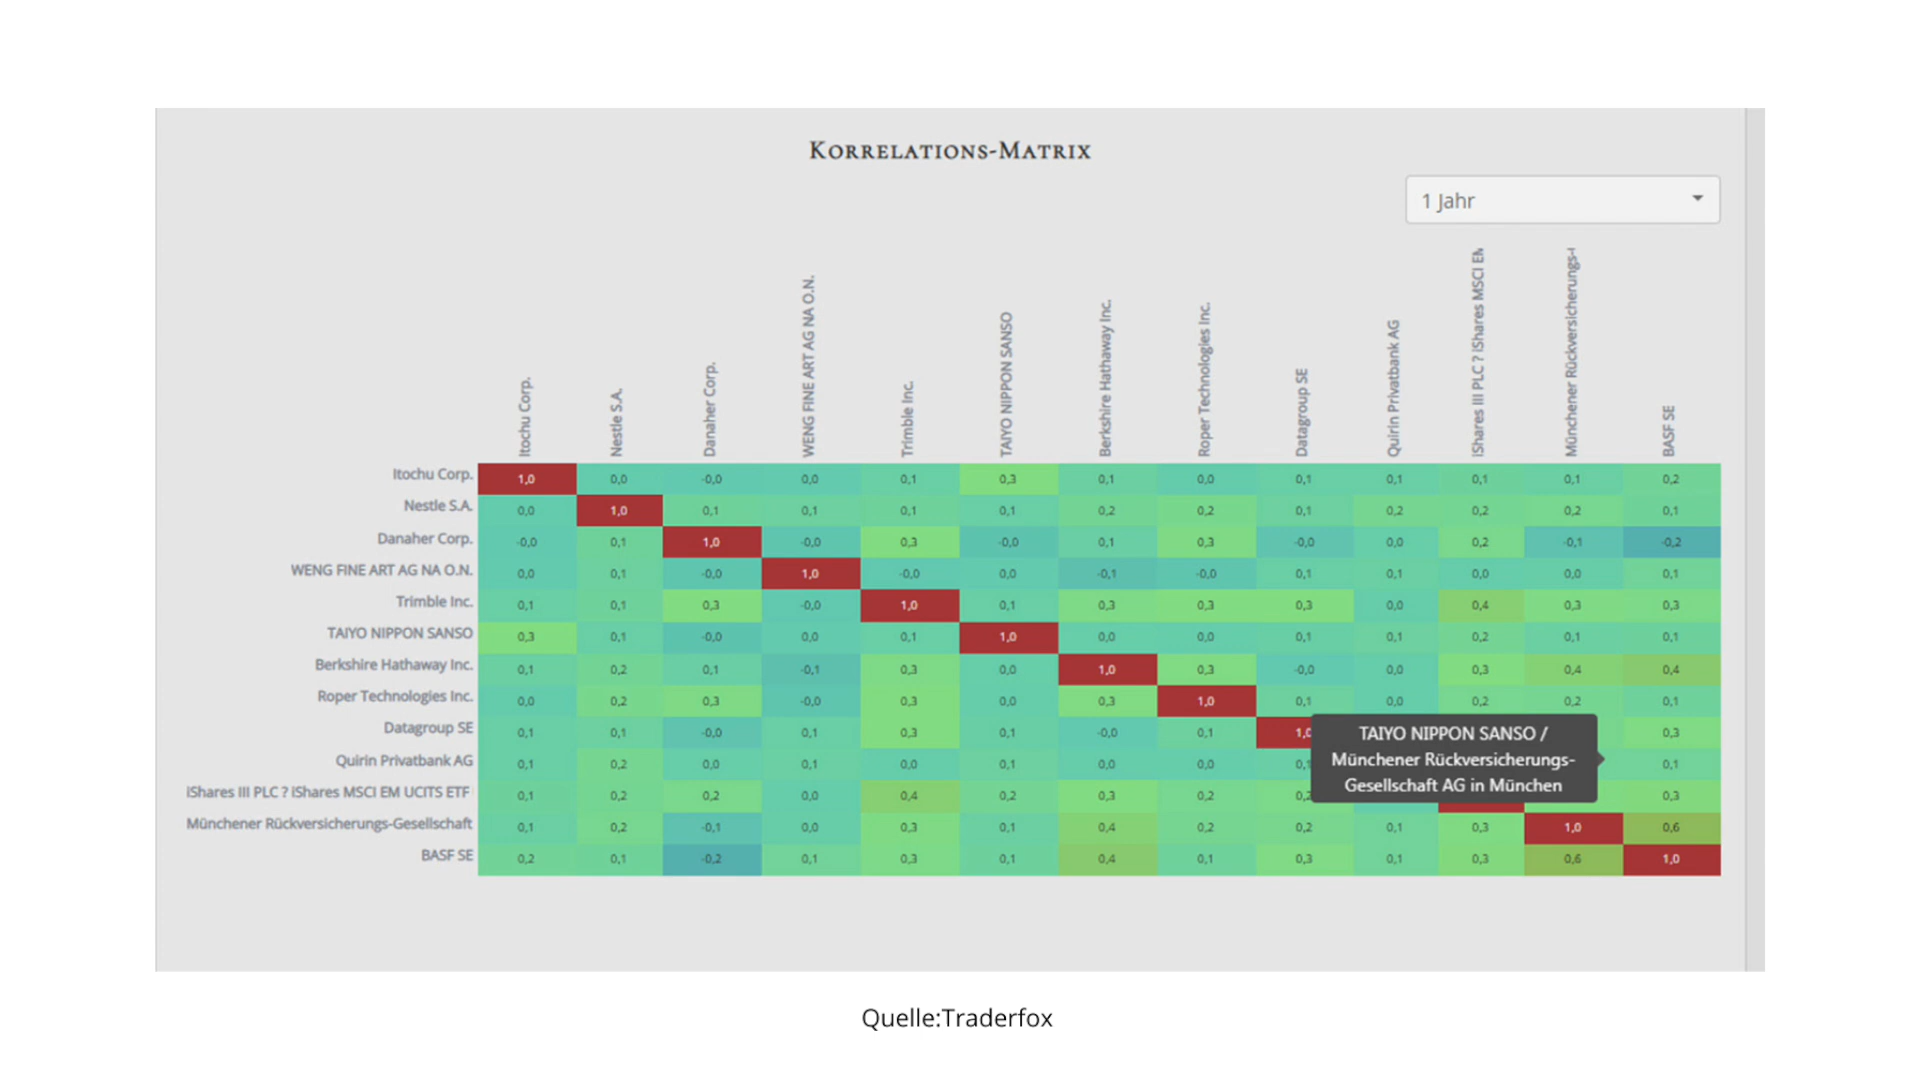 KORRELATIONS-MATRIX
1 Jahr
Itochu Corp.
Nestle S.A.
Danaher Corp.
WENG FINE ART AG NA O.N.
Trimble Inc.
TAIYO NIPPON SANSO
Berkshire Hathaway Inc.
Roper Technologies Inc.
Datagroup SE
Quirin Privatbank AG
iShares III PLC ? iShares MSCI EM
Münchener Rückversicherungs-
BASF SE
Itochu Corp. 1,0 0,0 -0,0 0,0 0,1 0,3 0,1 0,0 0,1 0,1 0,1 0,1 0,2
Nestle S.A. 0,0 1,0 0,1 0,1 0,1 0,1 0,2 0,2 0,1 0,2 0,2 0,2 0,1
Danaher Corp. -0,0 0,1 1,0 -0,0 0,3 -0,0 0,1 0,3 -0,0 0,0 0,2 -0,1 -0,2
WENG FINE ART AG NA O.N. 0,0 0,1 -0,0 1,0 -0,0 0,0 -0,1 -0,0 0,1 0,1 0,0 0,0 0,1
Trimble Inc. 0,1 0,1 0,3 -0,0 1,0 0,1 0,3 0,3 0,3 0,0 0,4 0,3 0,3
TAIYO NIPPON SANSO 0,3 0,1 -0,0 0,0 0,1 1,0 0,0 0,0 0,1 0,1 0,2 0,1 0,1
Berkshire Hathaway Inc. 0,1 0,2 0,1 -0,1 0,3 0,0 1,0 0,3 -0,0 0,0 0,3 0,4 0,4
Roper Technologies Inc. 0,0 0,2 0,3 -0,0 0,3 0,0 0,3 1,0 0,1 0,0 0,2 0,2 0,1
Datagroup SE 0,1 0,1 -0,0 0,1 0,3 0,1 -0,0 0,1 1,0 0,3
Quirin Privatbank AG 0,1 0,2 0,0 0,1 0,0 0,1 0,0 0,0 0,1 0,1
iShares III PLC ? iShares MSCI EM UCITS ETF 0,1 0,2 0,2 0,0 0,4 0,2 0,3 0,2 0,2 0,3
Münchener Rückversicherungs-Gesellschaft 0,1 0,2 -0,1 0,0 0,3 0,1 0,4 0,2 0,2 0,1 0,3 1,0 0,6
BASF SE 0,2 0,1 -0,2 0,1 0,3 0,1 0,4 0,1 0,3 0,1 0,3 0,6 1,0
TAIYO NIPPON SANSO /
Münchener Rückversicherungs-
Gesellschaft AG in München
Quelle:Traderfox